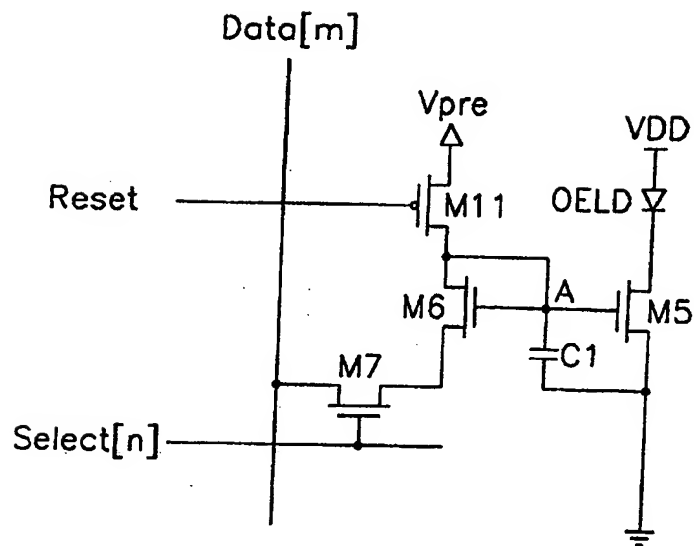 Data[m]
Vpre
VDD
Reset
M11
OELD
M6
A
M5
M7
C1
Select[n]